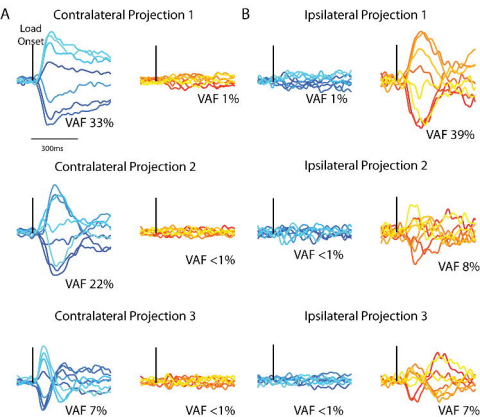 A
Contralateral Projection 1
B
Ipsilateral Projection 1
Load
Onset
VAF 33%
VAF 1%
VAF 1%
VAF 39%
300ms
Contralateral Projection 2
Ipsilateral Projection 2
VAF 22%
VAF <1%
VAF <1%
VAF 8%
Contralateral Projection 3
Ipsilateral Projection 3
VAF 7%
VAF <1%
VAF <1%
VAF 7%